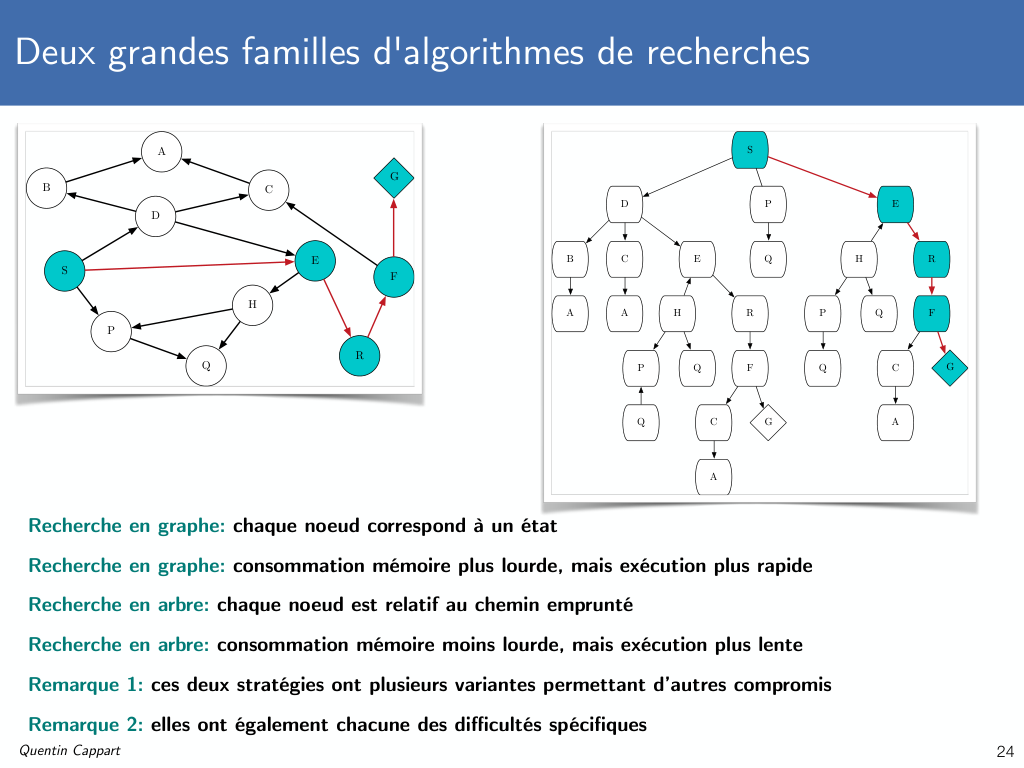 Deux grandes familles d'algorithmes de recherches
A
B
C
G
D
S
E
F
H
P
Q
R
S
D
P
E
B
C
E
Q
H
R
A
A
H
R
P
Q
F
P
Q
F
Q
C
G
Q
C
G
A
A
Recherche en graphe: chaque noeud correspond à un état
Recherche en graphe: consommation mémoire plus lourde, mais exécution plus rapide
Recherche en arbre: chaque noeud est relatif au chemin emprunté
Recherche en arbre: consommation mémoire moins lourde, mais exécution plus lente
Remarque 1: ces deux stratégies ont plusieurs variantes permettant d'autres compromis
Remarque 2: elles ont également chacune des difficultés spécifiques
Quentin Cappart
24